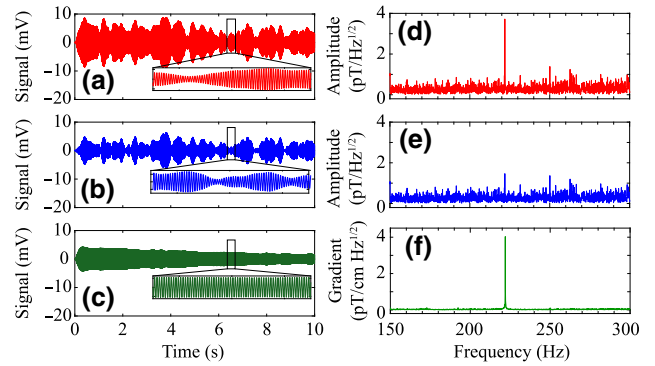 Signal (mV)
10
0
−10
−20
(a)
Signal (mV)
10
0
−10
−20
(b)
Signal (mV)
10
0
−10
−20
(c)
0 2 4 6 8 10
Time (s)
Amplitude
(pT/Hz1/2)
4
2
0
(d)
Amplitude
(pT/Hz1/2)
4
2
0
(e)
Gradient
(pT/cm Hz1/2)
4
2
0
(f)
150 200 250 300
Frequency (Hz)